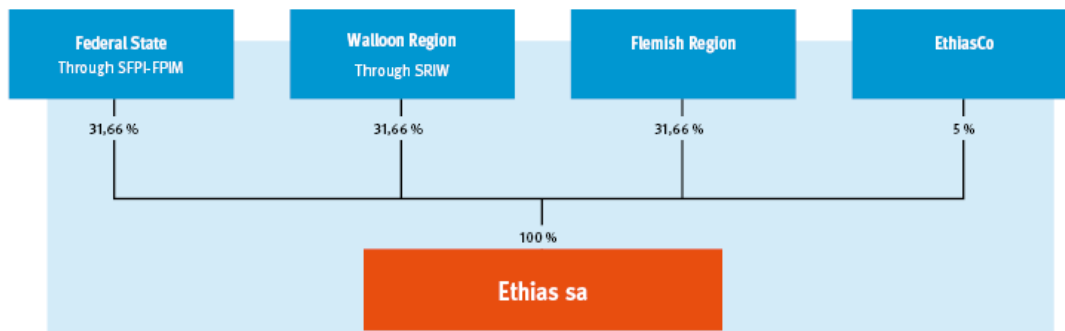 Federal State
Through SFPI-FPIM
Walloon Region
Through SRIW
Flemish Region
EthiasCo
31,66 %
31,66 %
31,66 %
5 %
100 %
Ethias sa